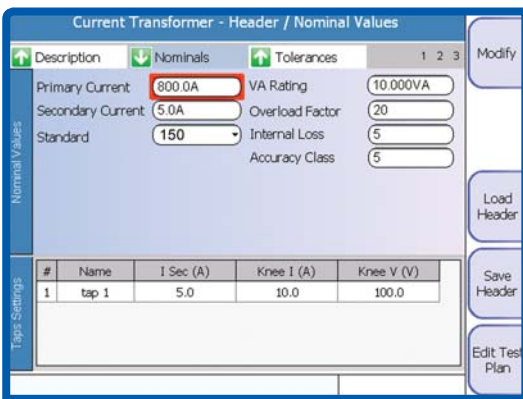 Current Transformer - Header / Nominal Values
Description Nominals Tolerances 1 2 3
Primary Current 800.0A VA Rating 10.000VA
Secondary Current 5.0A Overload Factor 20
Standard 150 Internal Loss 5
Accuracy Class 5
Nominal Values
# Name I Sec (A) Knee I (A) Knee V (V)
1 tap 1 5.0 10.0 100.0
Taps Settings
Modify
Load
Header
Save
Header
Edit Test
Plan